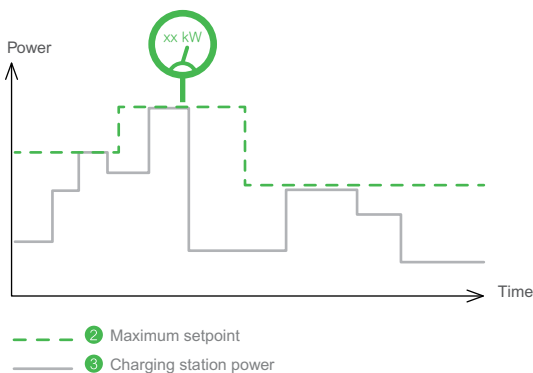 xx kW
Power
Time
2 Maximum setpoint
3 Charging station power